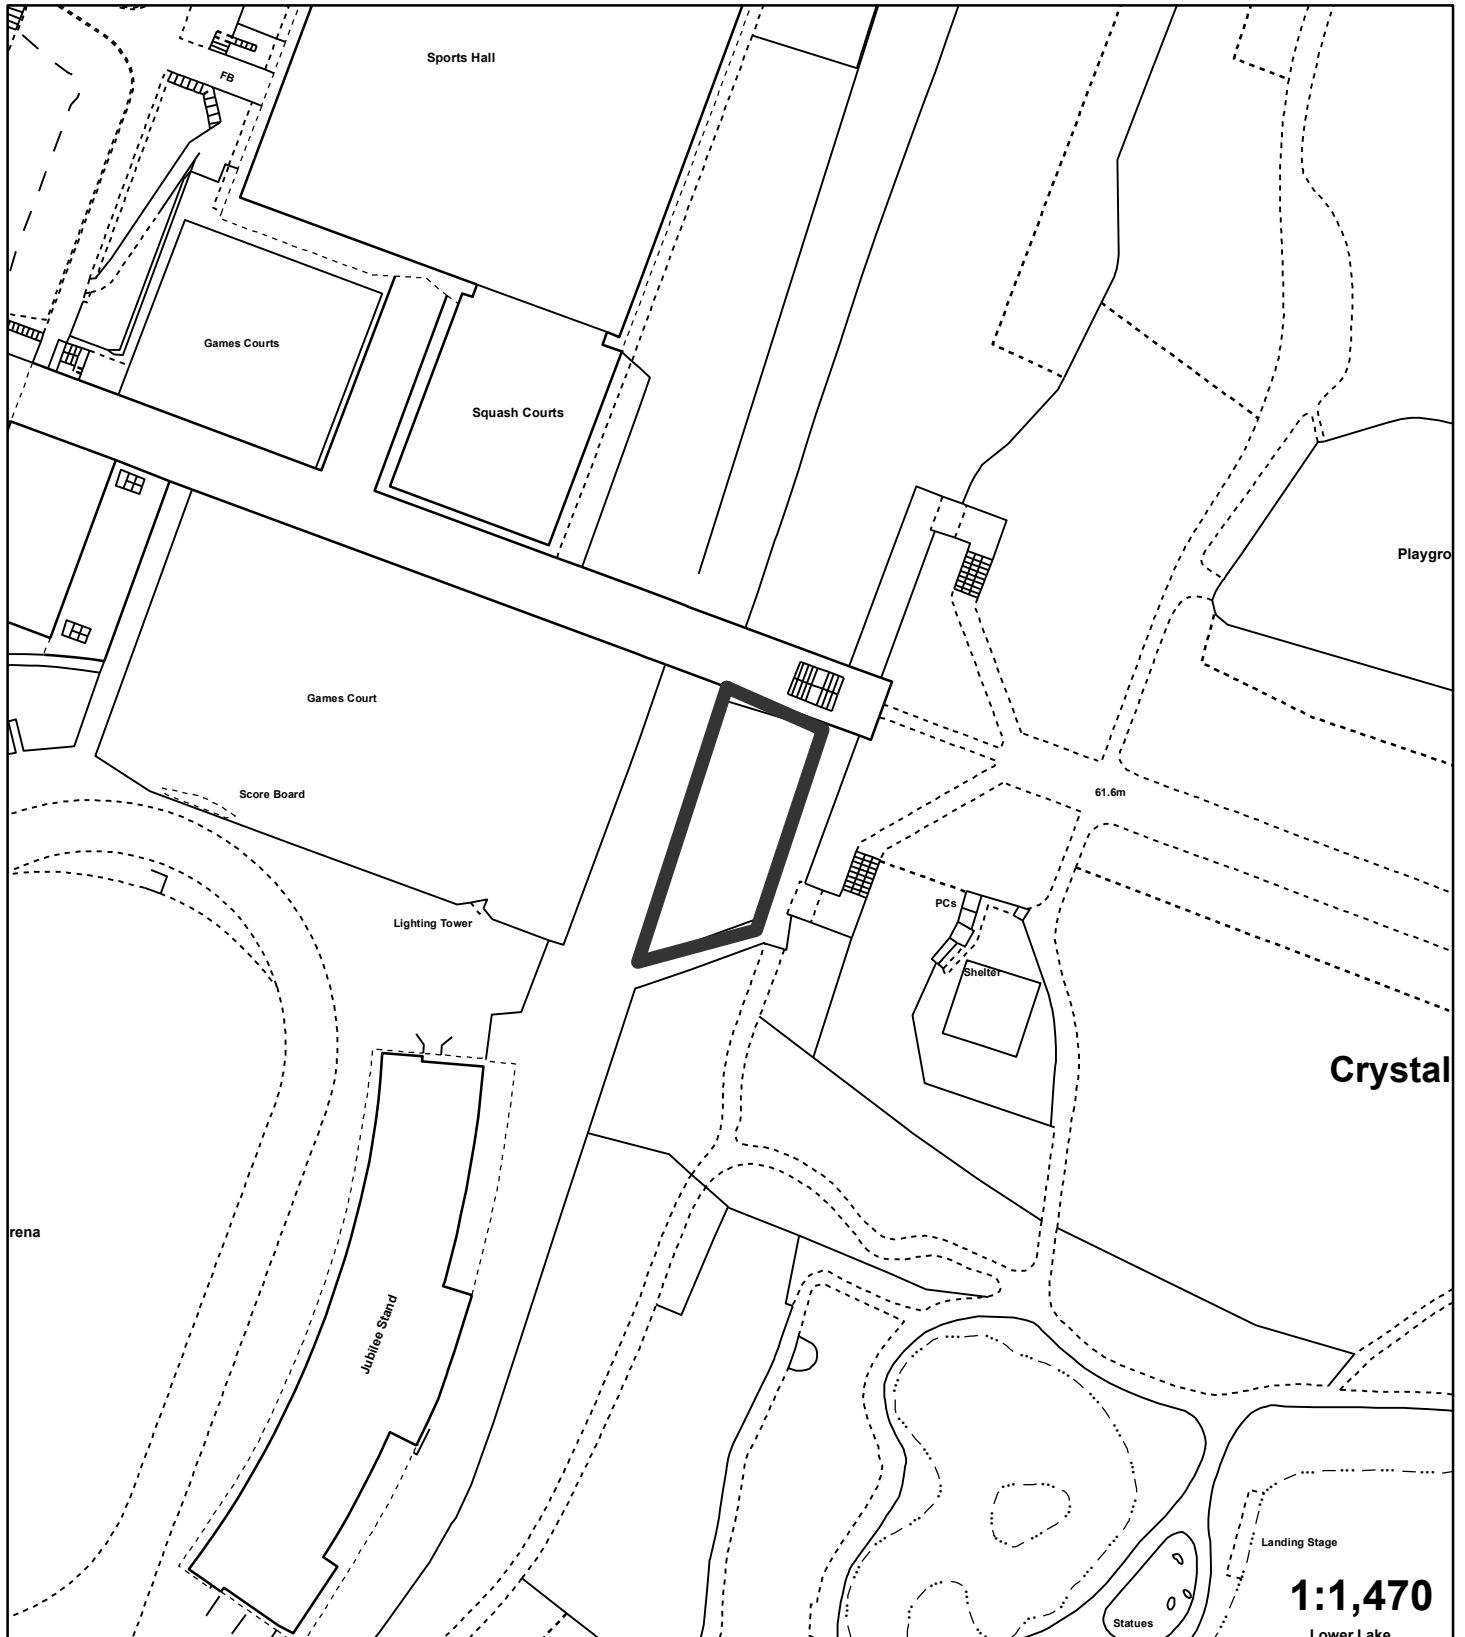 Sports Hall
FB
Games Courts
Squash Courts
Playgro
Games Court
61.6m
Score Board
PCs
Lighting Tower
Shelter
Crystal
rena
Jubilee Stand
Landing Stage
1:1,470
Statues
Lower Lake